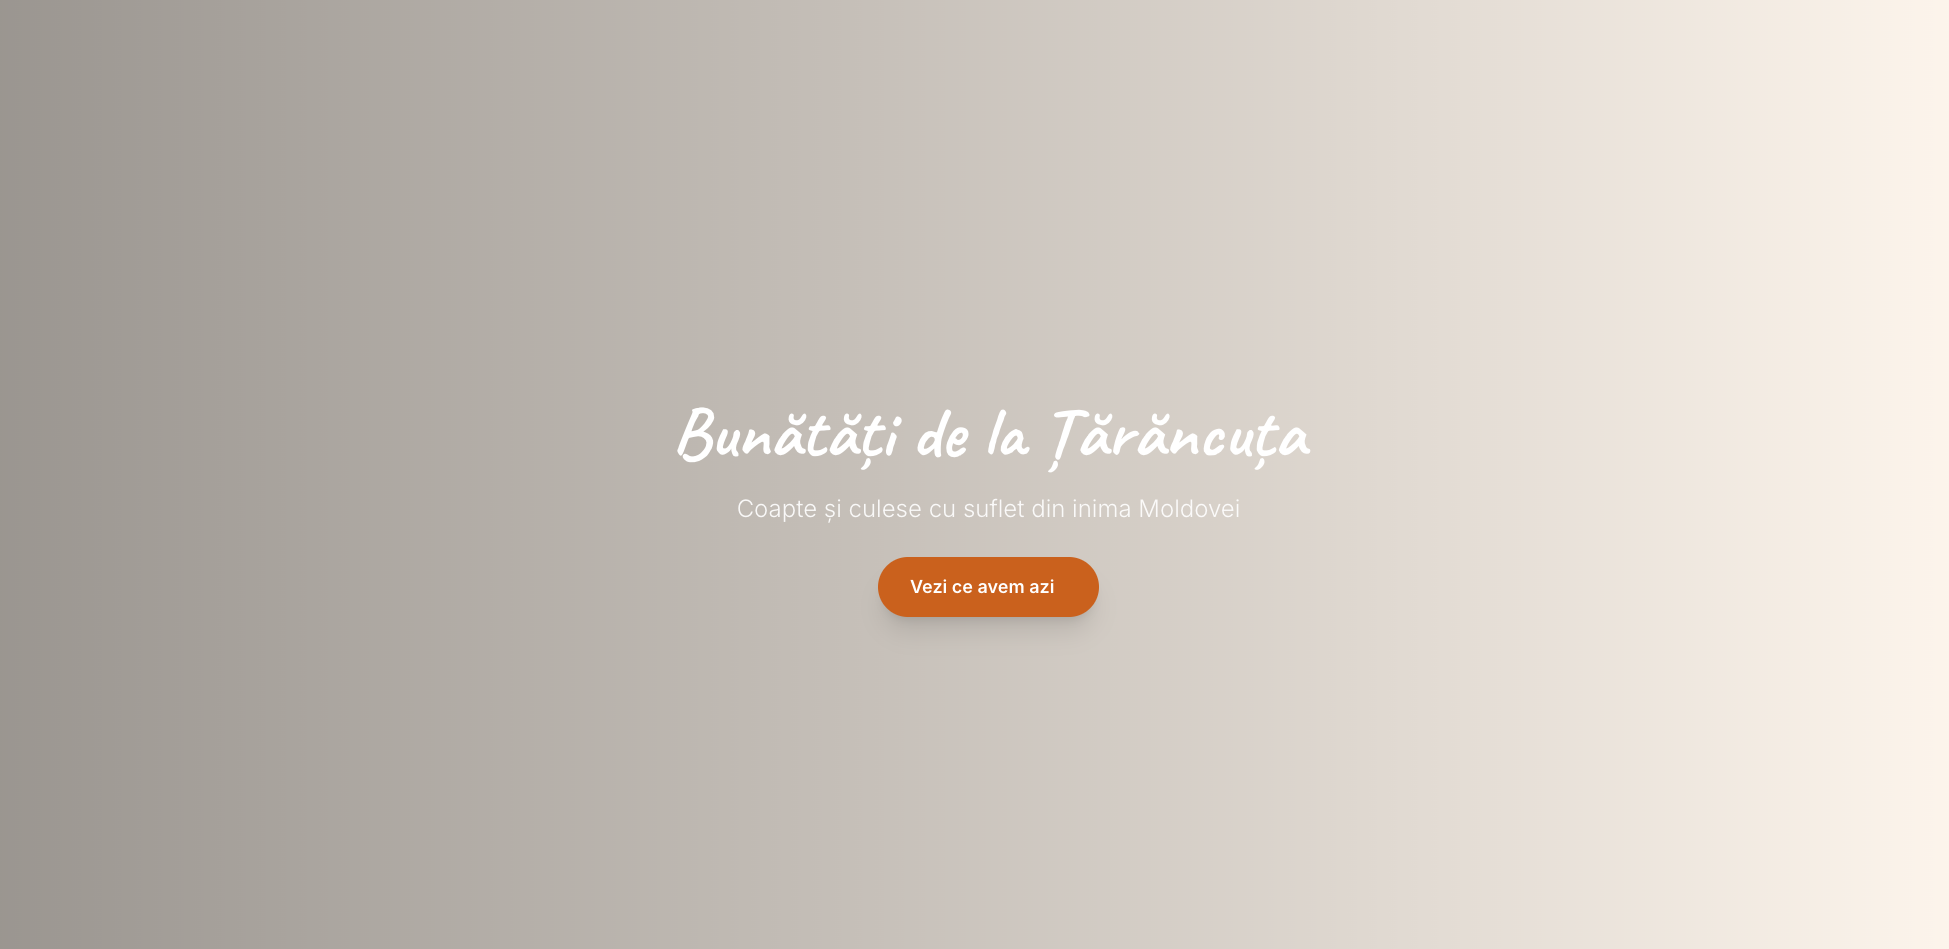 Bunătăți de la Țărăncuța
Coapte și culese cu suflet din inima Moldovei
Vezi ce avem azi